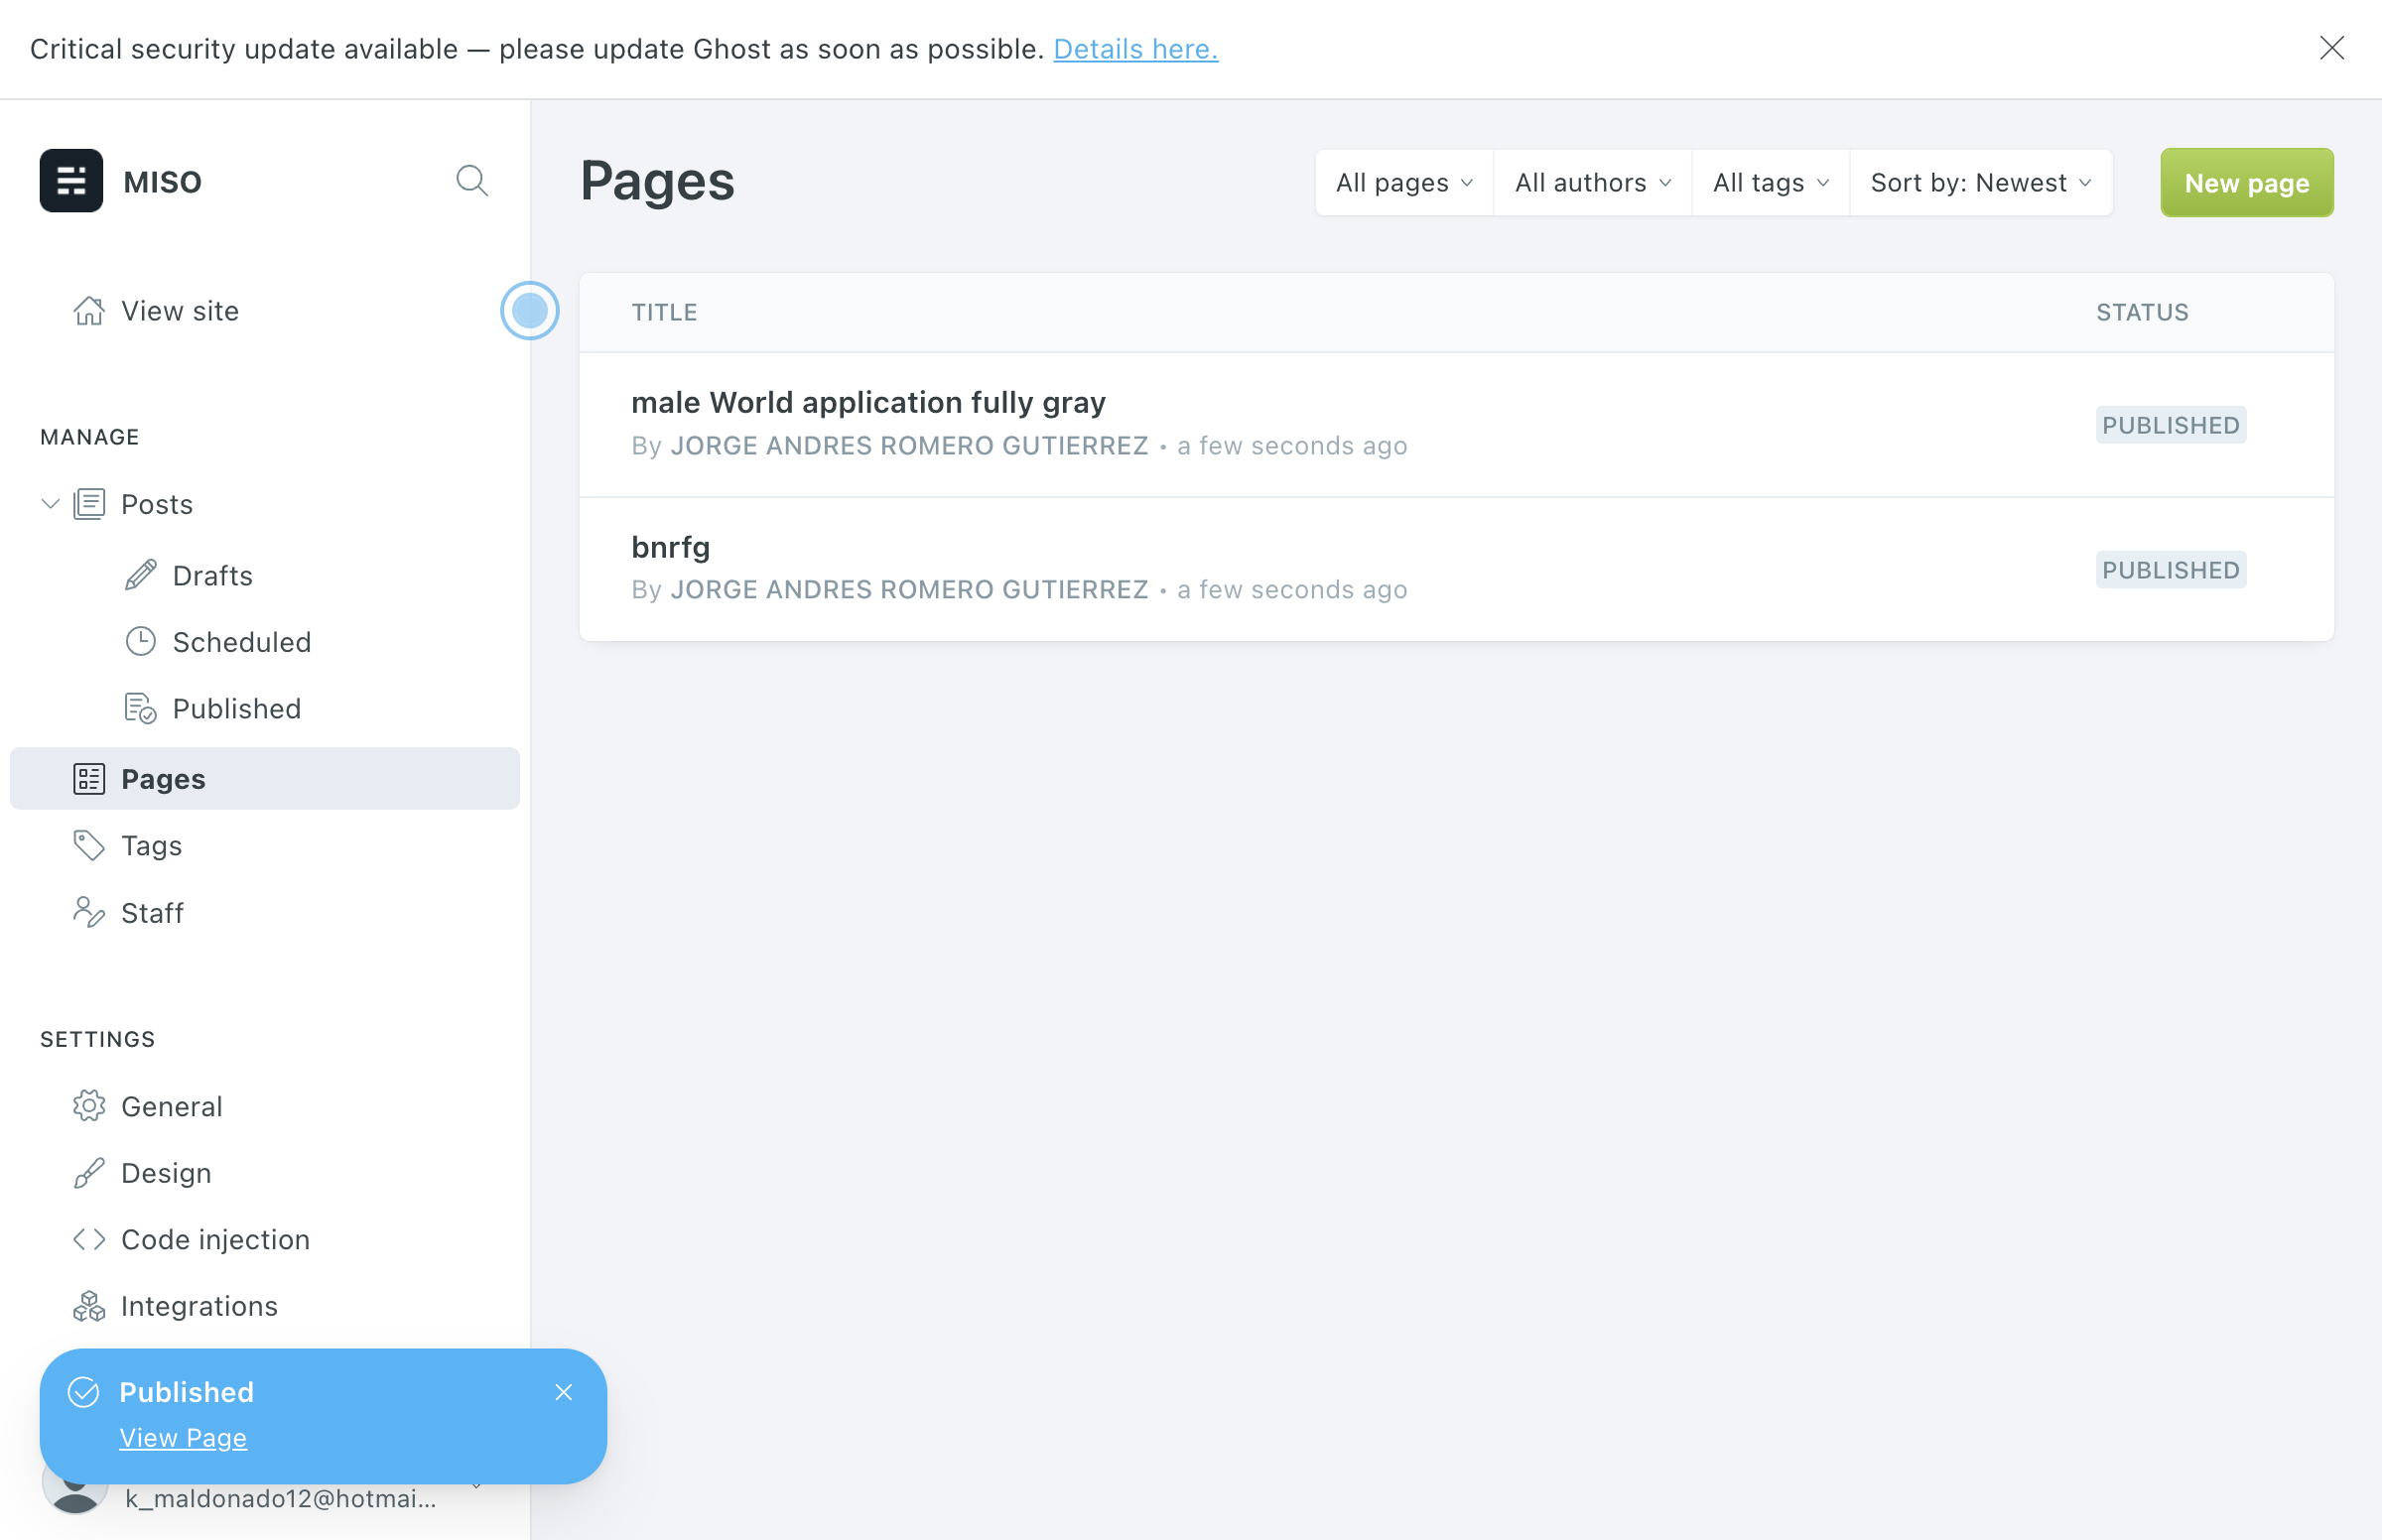 Critical security update available — please update Ghost as soon as possible. Details here.
MISO
View site
MANAGE
Posts
Drafts
Scheduled
Published
Pages
Tags
Staff
SETTINGS
General
Design
Code injection
Integrations
Published
View Page
k_maldonado12@hotmai...
Pages
All pages
All authors
All tags
Sort by: Newest
New page
TITLE
STATUS
male World application fully gray
By JORGE ANDRES ROMERO GUTIERREZ • a few seconds ago
PUBLISHED
bnrfg
By JORGE ANDRES ROMERO GUTIERREZ • a few seconds ago
PUBLISHED